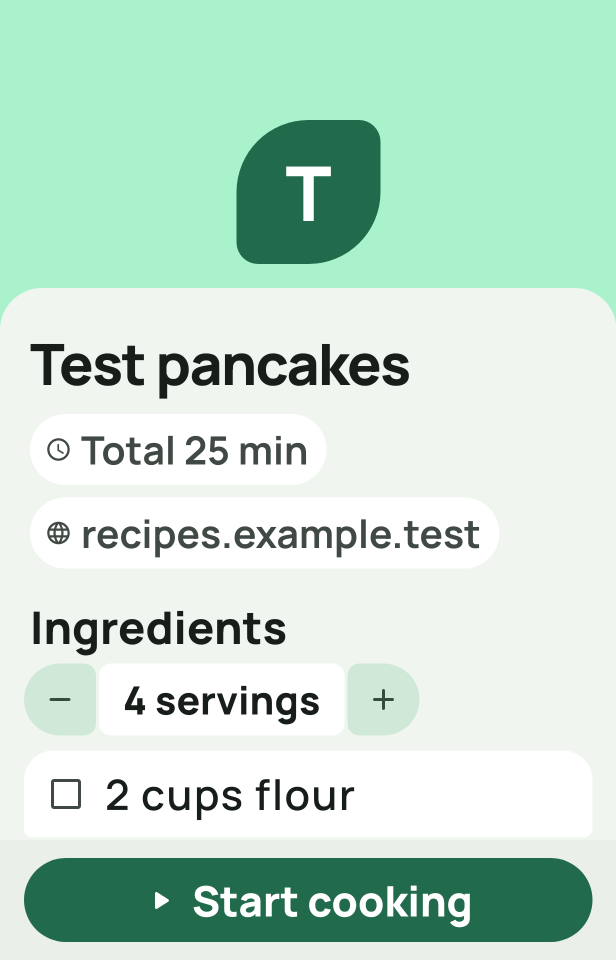 T
Test pancakes
Total 25 min
recipes.example.test
Ingredients
− 4 servings +
2 cups flour
Start cooking